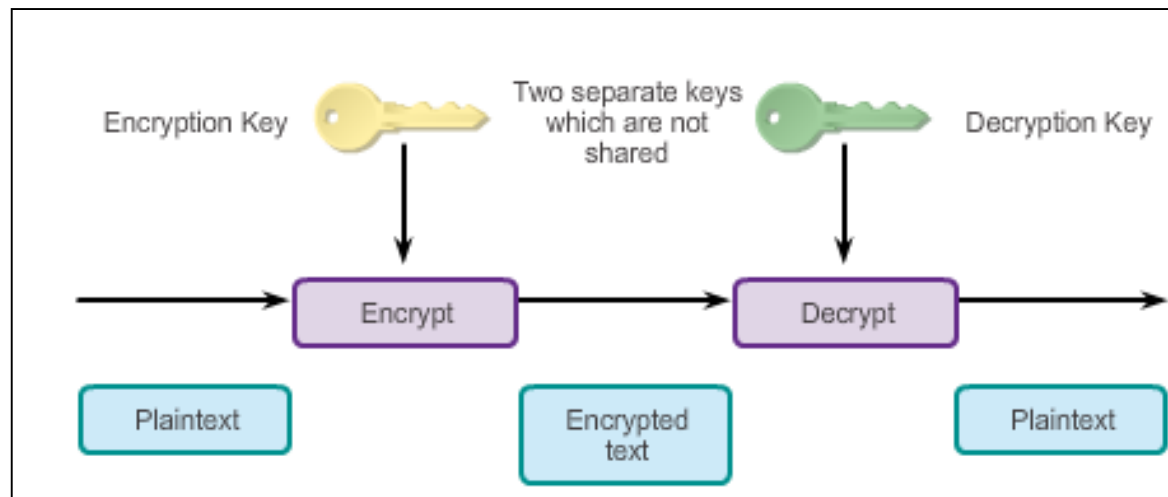 Encryption Key
Two separate keys
which are not
shared
Decryption Key
Encrypt
Decrypt
Plaintext
Encrypted
text
Plaintext